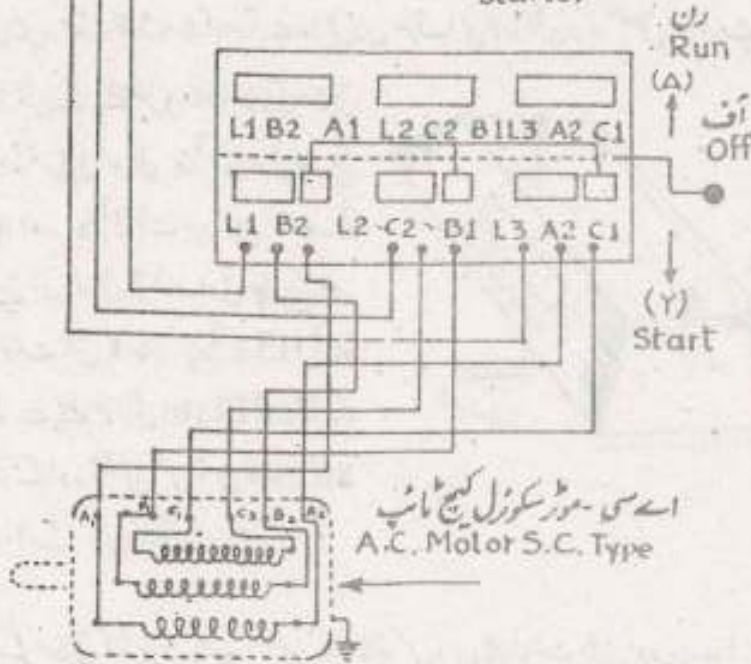 Starter
رن
Run
(Δ)
آف
Off
L1 B2 A1 L2 C2 B1 L3 A2 C1
L1 B2 L2 C2 B1 L3 A2 C1
(Y)
Start
اے سی - موٹر سکوئرل کیج ٹائپ
A.C. Motor S.C. Type
A1 B1 C1 C2 B2 A2